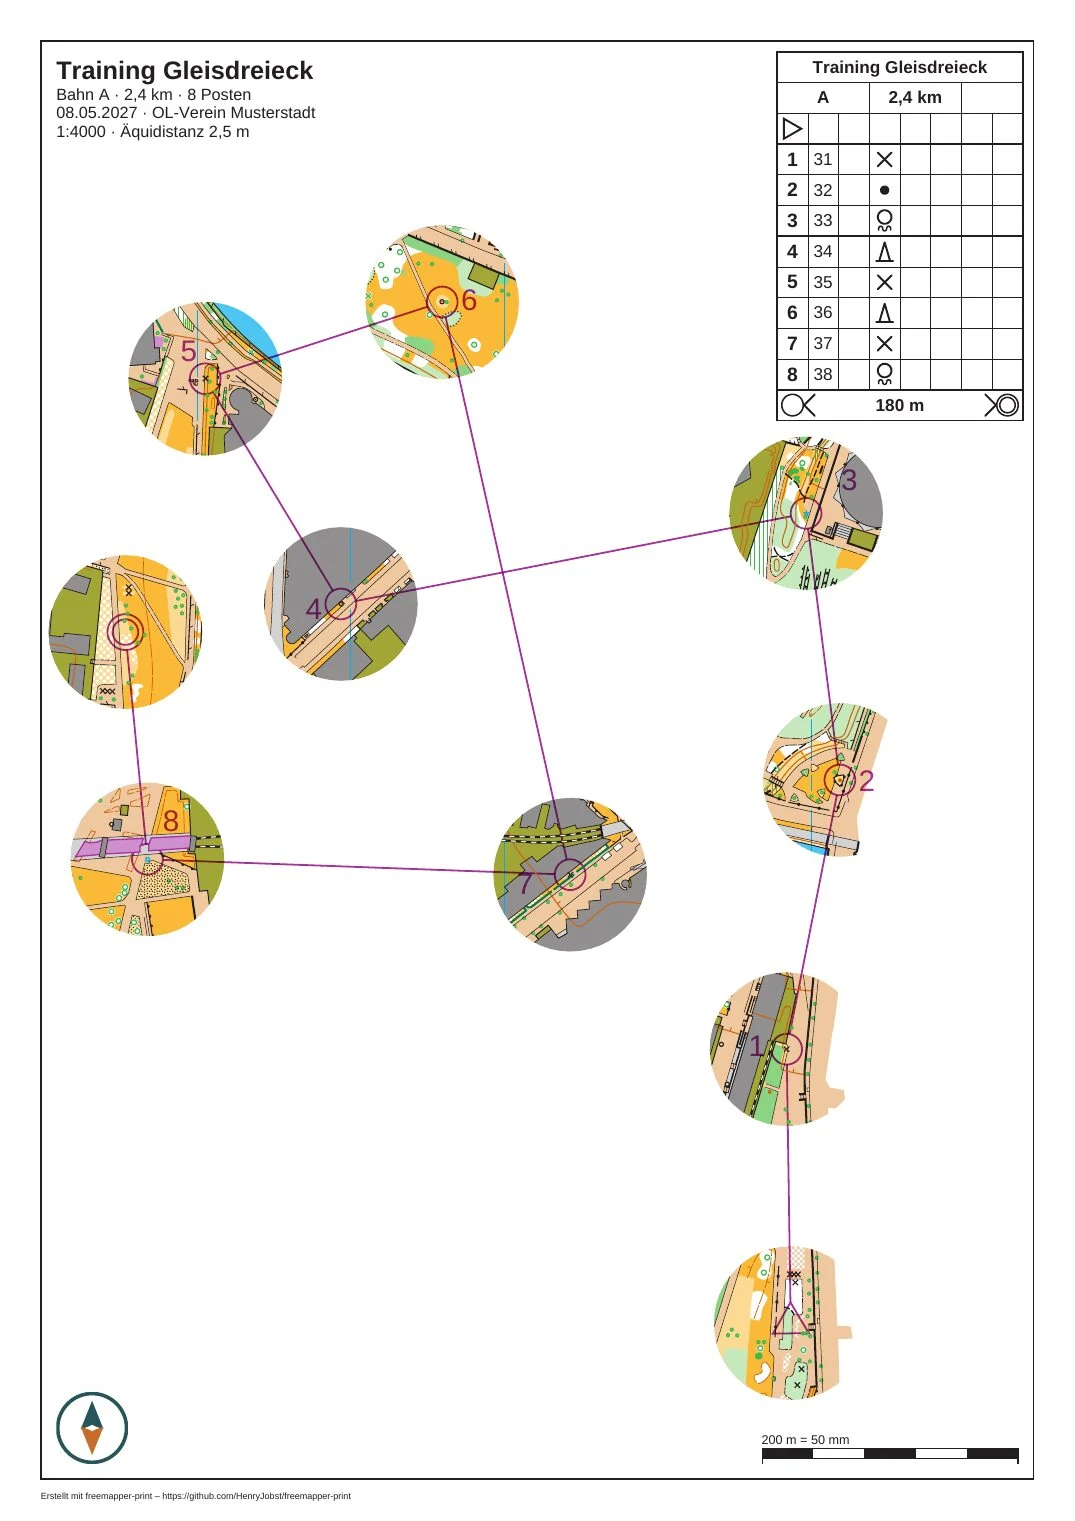 Training Gleisdreieck
Bahn A · 2,4 km · 8 Posten
08.05.2027 · OL-Verein Musterstadt
1:4000 · Äquidistanz 2,5 m
Training Gleisdreieck
A 2,4 km
1 31
2 32
3 33
4 34
5 35
6 36
7 37
8 38
180 m
6
5
3
4
2
8
7
1
200 m = 50 mm
Erstellt mit freemapper-print – https://github.com/HenryJobst/freemapper-print